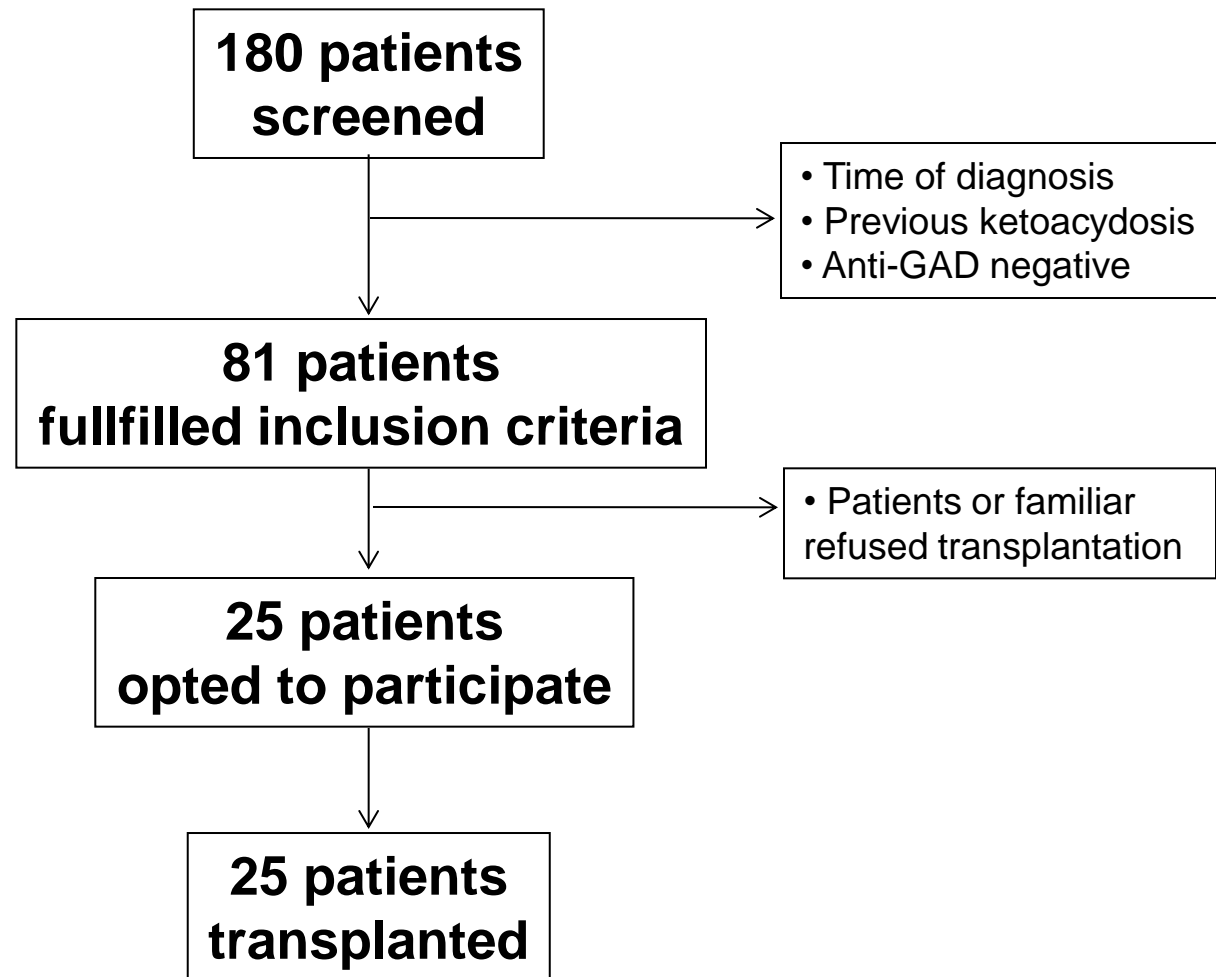 180 patients
screened
• Time of diagnosis
• Previous ketoacydosis
• Anti-GAD negative
81 patients
fullfilled inclusion criteria
• Patients or familiar
refused transplantation
25 patients
opted to participate
25 patients
transplanted